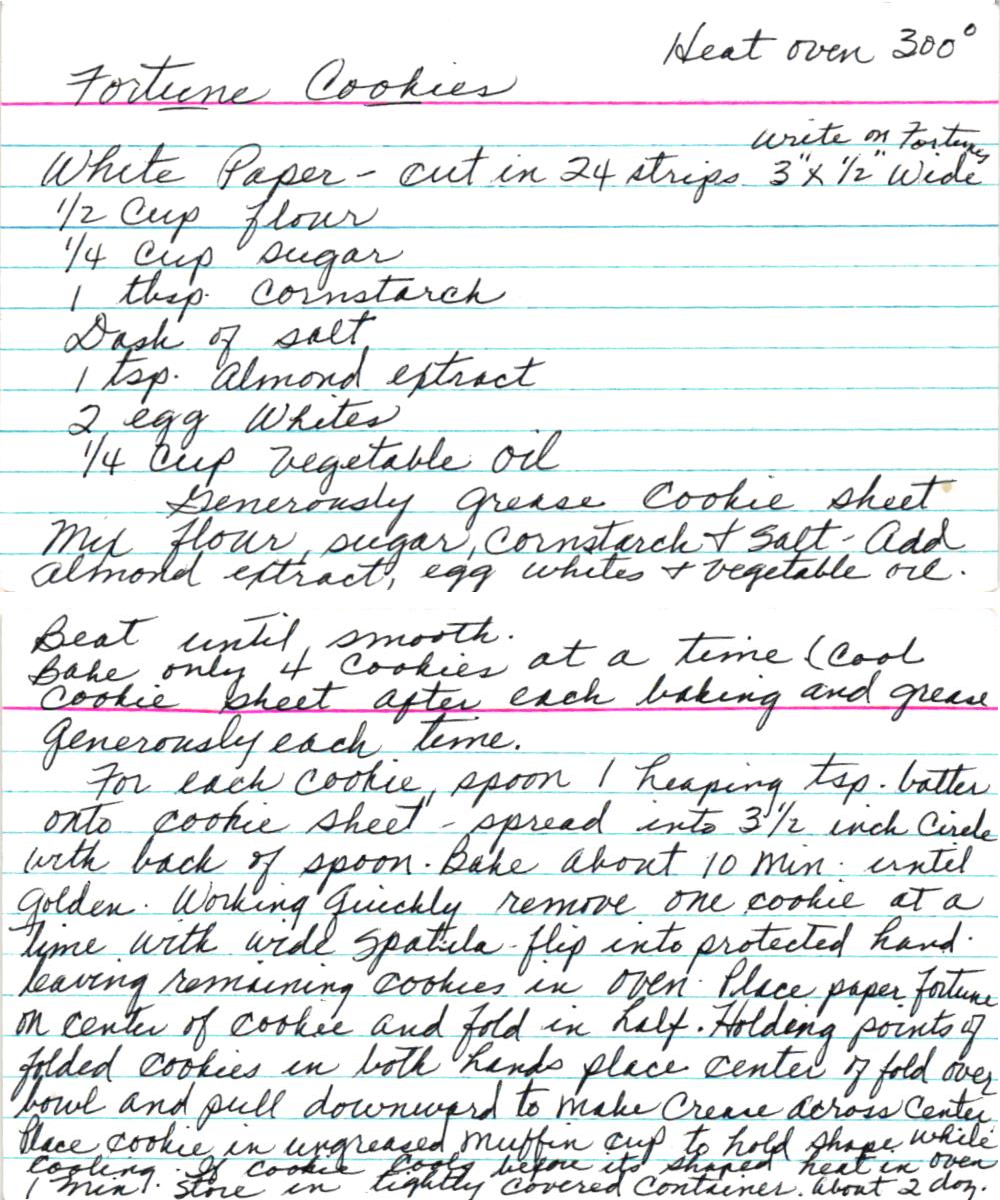 Heat oven 300°
Fortune Cookies
Write on Fortunes
White Paper - cut in 24 strips 3" X 1/2" Wide
1/2 Cup flour
1/4 Cup sugar
1 tbsp. Cornstarch
Dash of salt
1 tsp. Almond extract
2 egg Whites
1/4 Cup Vegetable Oil
Generously grease Cookie sheet
Mix flour, sugar, Cornstarch + Salt - Add
almond extract, egg whites + vegetable oil.
Beat until smooth.
Bake only 4 Cookies at a time (Cool
Cookie sheet after each baking and grease
generously each time.
For each cookie, spoon 1 heaping tsp. batter
onto cookie sheet - spread into 3 1/2 inch Circle
with back of spoon. Bake about 10 Min. until
golden. Working Quickly remove one cookie at a
time with wide spatula - flip into protected hand.
leaving remaining cookies in oven. Place paper fortune
on center of cookie and fold in half. Holding points of
folded cookies in both hands place center of fold over
bowl and pull downward to make Crease across Center
Place cookie in ungreased muffin cup to hold shape while
cooling. If cookie cools before its shaped heat in oven
1 min. Store in tightly covered container. about 2 doz.